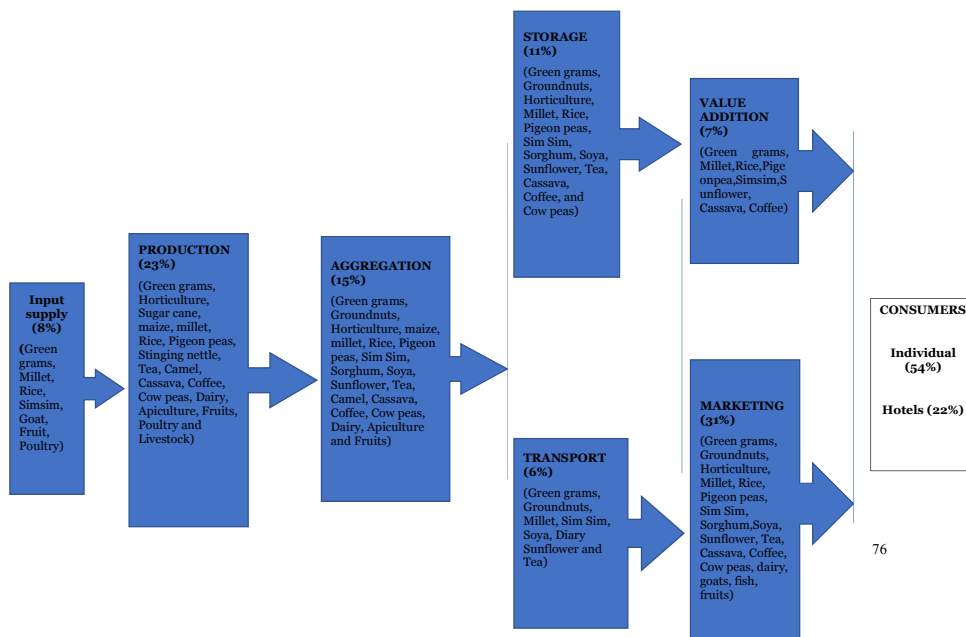 Input
supply
(8%)
(Green
grams,
Millet,
Rice,
Simsim,
Goat,
Fruit,
Poultry)
PRODUCTION
(23%)
(Green grams,
Horticulture,
Sugar cane,
maize, millet,
Rice, Pigeon peas,
Stinging nettle,
Tea, Camel,
Cassava, Coffee,
Cow peas, Dairy,
Apiculture, Fruits,
Poultry and
Livestock)
AGGREGATION
(15%)
(Green grams,
Groundnuts,
Horticulture, maize,
millet, Rice, Pigeon
peas, Sim Sim,
Sorghum, Soya,
Sunflower, Tea,
Camel, Cassava,
Coffee, Cow peas,
Dairy, Apiculture
and Fruits)
STORAGE
(11%)
(Green grams,
Groundnuts,
Horticulture,
Millet, Rice,
Pigeon peas,
Sim Sim,
Sorghum, Soya,
Sunflower, Tea,
Cassava,
Coffee, and
Cow peas)
TRANSPORT
(6%)
(Green grams,
Groundnuts,
Millet, Sim Sim,
Soya, Diary
Sunflower and
Tea)
VALUE
ADDITION
(7%)
(Green grams,
Millet,Rice,Pige
onpea,Simsim,S
unflower,
Cassava, Coffee)
MARKETING
(31%)
(Green grams,
Groundnuts,
Horticulture,
Millet, Rice,
Pigeon peas,
Sim Sim,
Sorghum,Soya,
Sunflower, Tea,
Cassava, Coffee,
Cow peas, dairy,
goats, fish,
fruits)
CONSUMERS
Individual
(54%)
Hotels (22%)
76